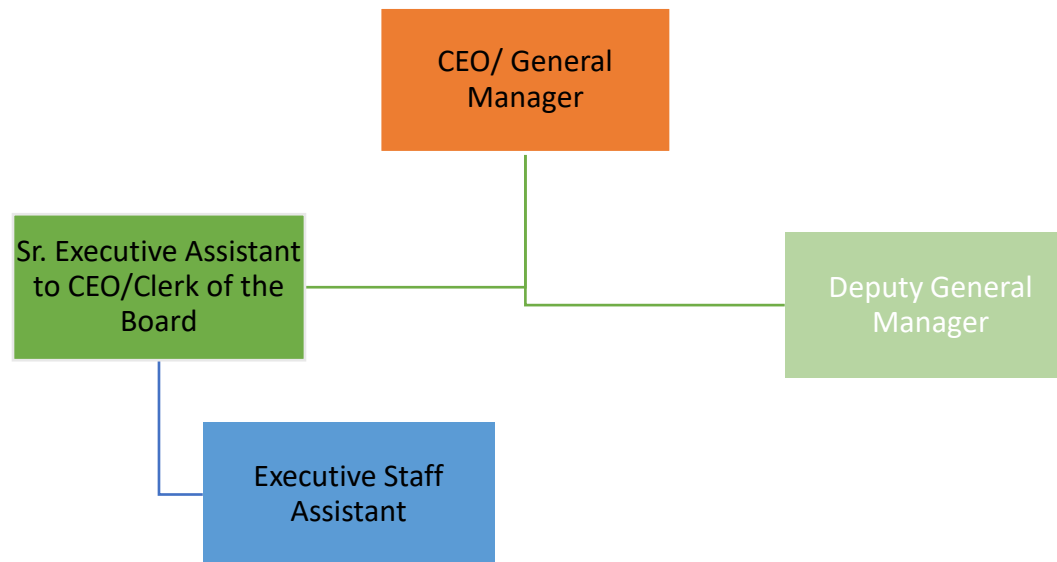 CEO/ General
Manager
Sr. Executive Assistant
to CEO/Clerk of the
Board
Deputy General
Manager
Executive Staff
Assistant